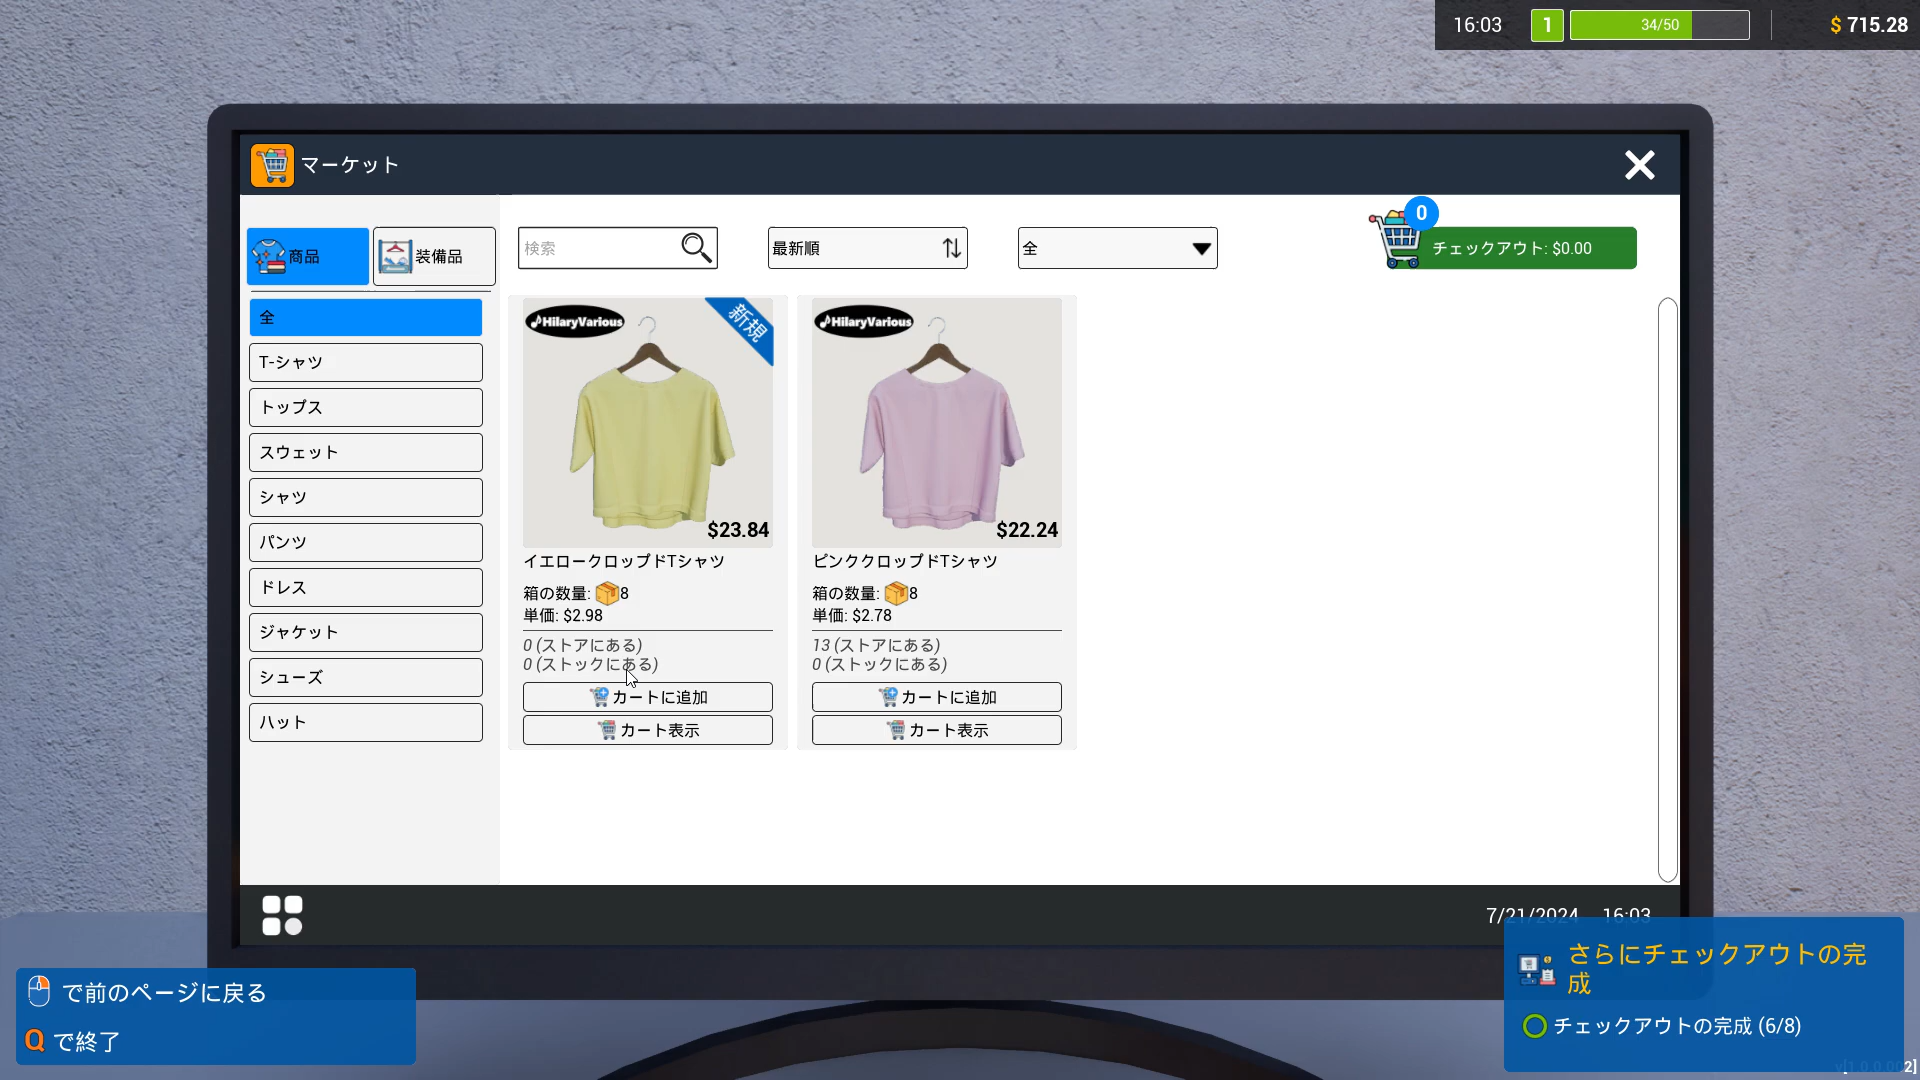 16:03
1
34/50
$ 715.28
マーケット
商品
装備品
検索
最新順
全
0
チェックアウト: $0.00
全
T-シャツ
トップス
スウェット
シャツ
パンツ
ドレス
ジャケット
シューズ
ハット
HilaryVarious
新規
$23.84
イエロークロップドTシャツ
箱の数量: 8
単価: $2.98
0 (ストアにある)
0 (ストックにある)
カートに追加
カート表示
HilaryVarious
$22.24
ピンククロップドTシャツ
箱の数量: 8
単価: $2.78
13 (ストアにある)
0 (ストックにある)
カートに追加
カート表示
7/21/2024 16:03
で前のページに戻る
Q で終了
さらにチェックアウトの完
成
チェックアウトの完成 (6/8)